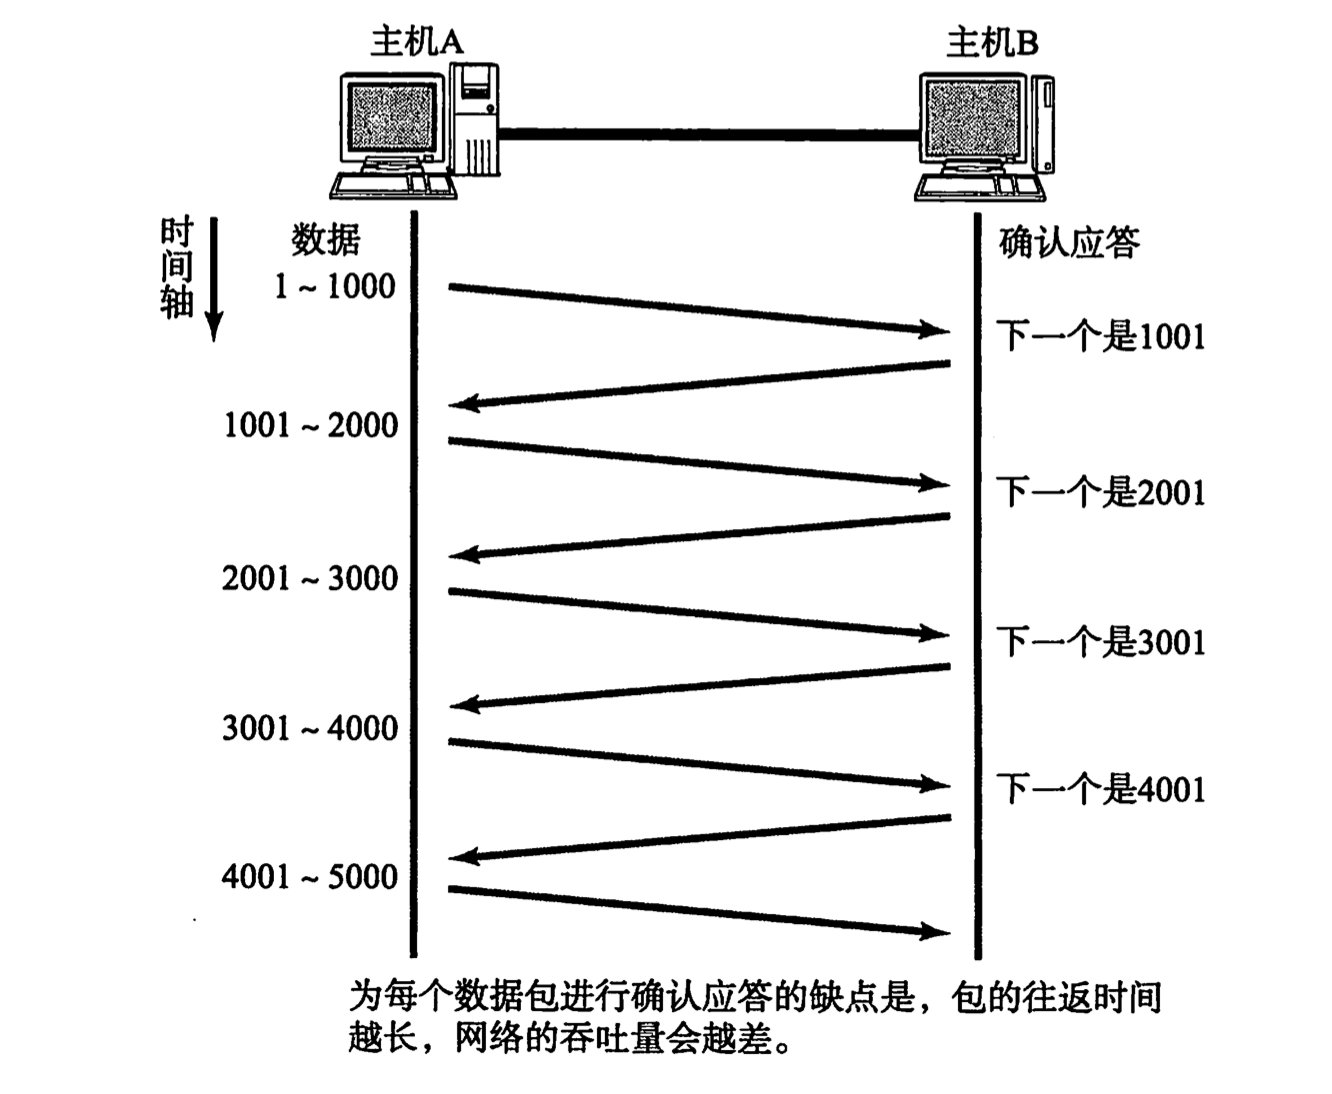 主机A
主机B
时间轴
数据
确认应答
1~1000
下一个是1001
1001~2000
下一个是2001
2001~3000
下一个是3001
3001~4000
下一个是4001
4001~5000
为每个数据包进行确认应答的缺点是，包的往返时间
越长，网络的吞吐量会越差。